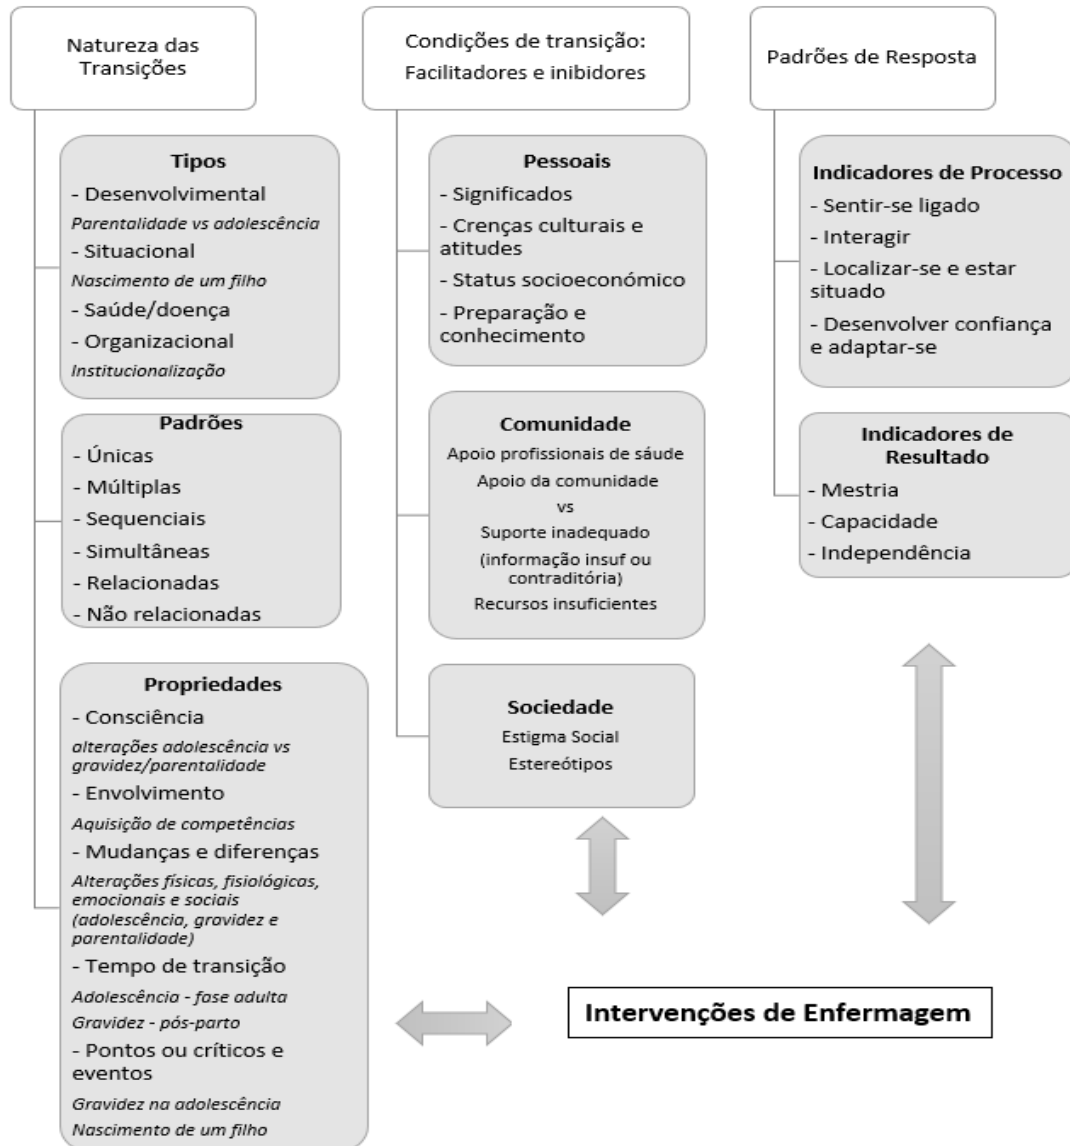 Natureza das
Transições
Tipos
- Desenvolvimental
Parentalidade vs adolescência
- Situacional
Nascimento de um filho
- Saúde/doença
- Organizacional
Institucionalização
Padrões
- Únicas
- Múltiplas
- Sequenciais
- Simultâneas
- Relacionadas
- Não relacionadas
Propriedades
- Consciência
alterações adolescência vs
gravidez/parentalidade
- Envolvimento
Aquisição de competências
- Mudanças e diferenças
Alterações físicas, fisiológicas,
emocionais e sociais
(adolescência, gravidez e
parentalidade)
- Tempo de transição
Adolescência - fase adulta
Gravidez - pós-parto
- Pontos ou críticos e
eventos
Gravidez na adolescência
Nascimento de um filho
Condições de transição:
Facilitadores e inibidores
Pessoais
- Significados
- Crenças culturais e
atitudes
- Status socioeconómico
- Preparação e
conhecimento
Comunidade
Apoio profissionais de sáude
Apoio da comunidade
vs
Suporte inadequado
(informação insuf ou
contraditória)
Recursos insuficientes
Sociedade
Estigma Social
Estereótipos
Padrões de Resposta
Indicadores de Processo
- Sentir-se ligado
- Interagir
- Localizar-se e estar
situado
- Desenvolver confiança
e adaptar-se
Indicadores de
Resultado
- Mestria
- Capacidade
- Independência
Intervenções de Enfermagem